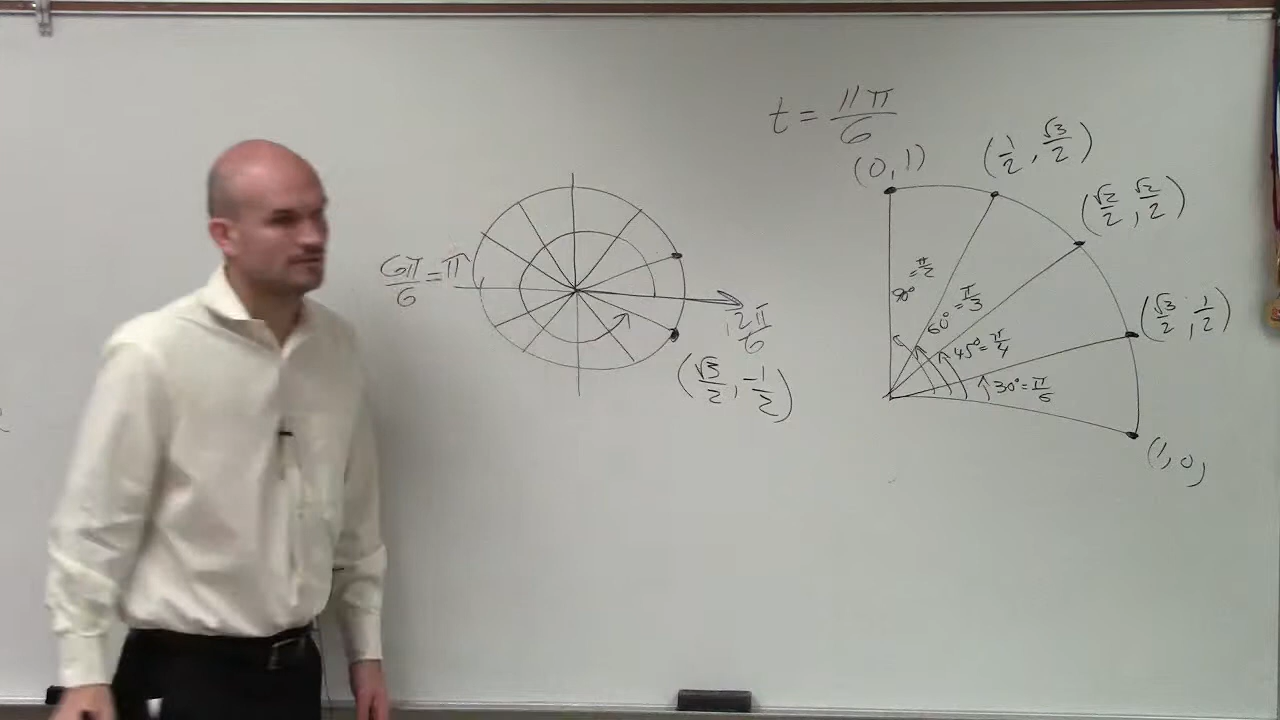 t = 11π/6
(0, 1)
(1/2, √3/2)
(√2/2, √2/2)
(√3/2, 1/2)
(1, 0,
90° = π/2
60° = π/3
45° = π/4
30° = π/6
6π/6 = π
12π/6
(√3/2, -1/2)